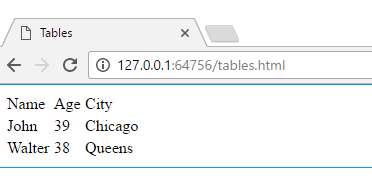 Tables
127.0.0.1:64756/tables.html
Name Age City
John 39 Chicago
Walter 38 Queens